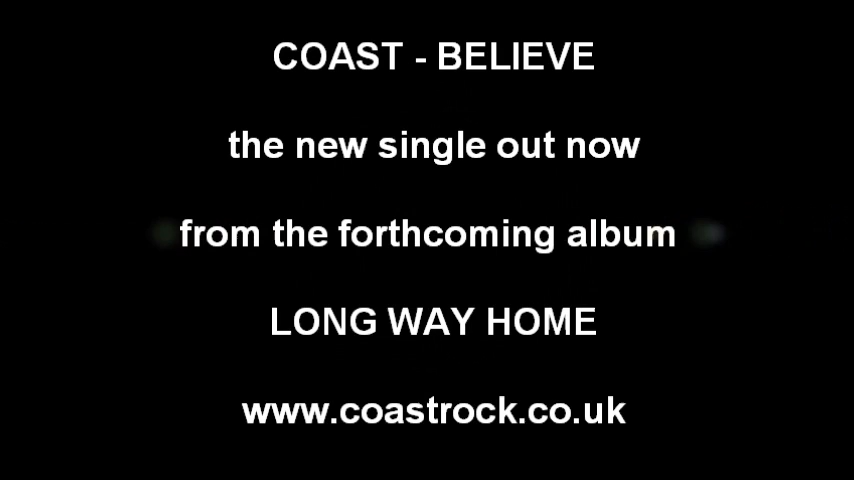 COAST - BELIEVE
the new single out now
from the forthcoming album
LONG WAY HOME
www.coastrock.co.uk